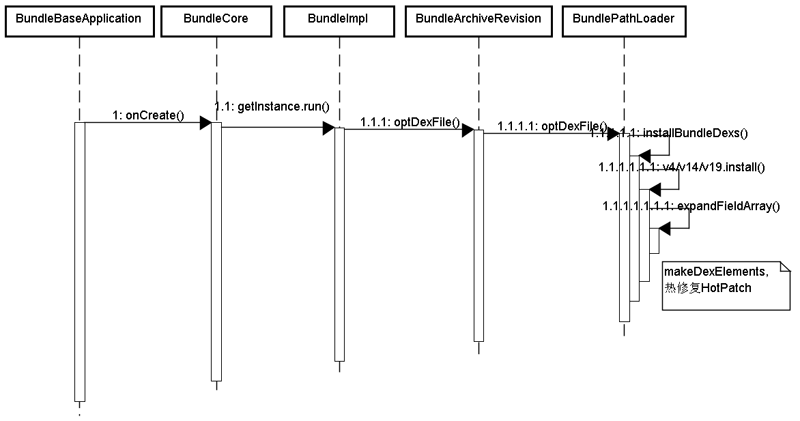 BundleBaseApplication
BundleCore
BundleImpl
BundleArchiveRevision
BundlePathLoader
1: onCreate()
1.1: getInstance.run()
1.1.1: optDexFile()
1.1.1.1: optDexFile()
1.1.1.1.1: installBundleDexs()
1.1.1.1.1.1: v4/v14/v19.install()
1.1.1.1.1.1.1: expandFieldArray()
makeDexElements,
热修复HotPatch